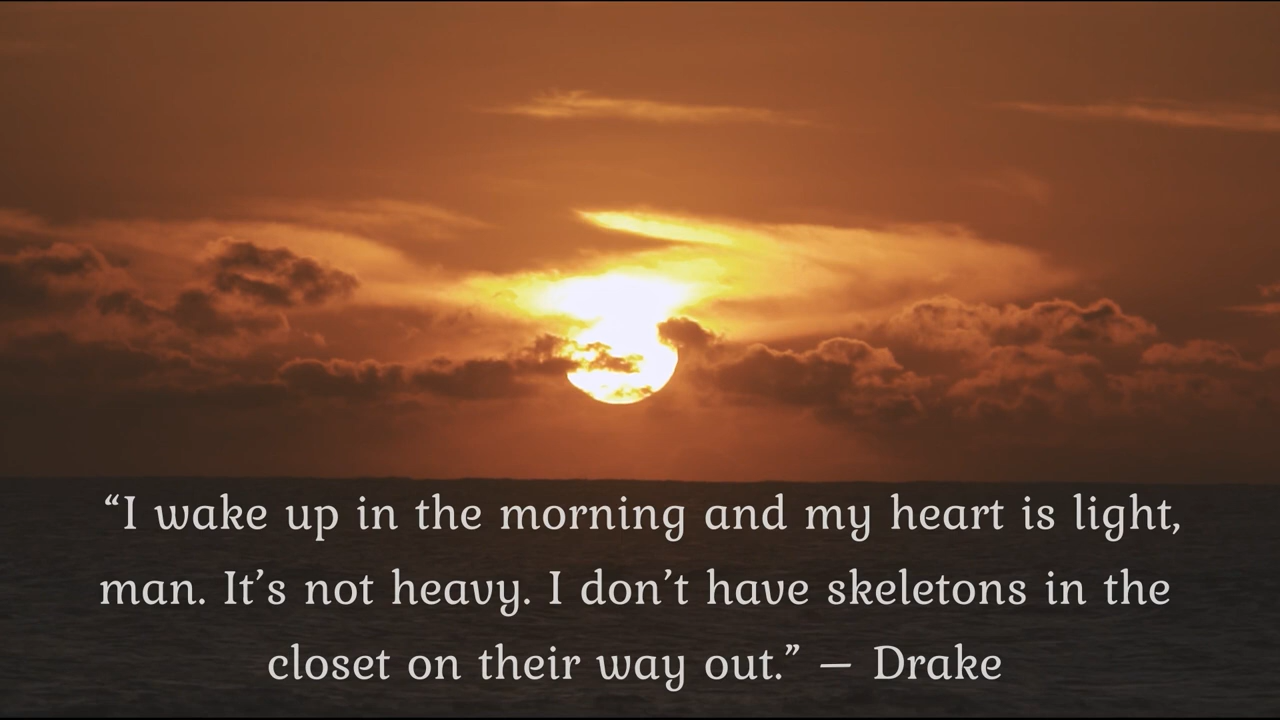 “I wake up in the morning and my heart is light,
man. It’s not heavy. I don’t have skeletons in the
closet on their way out.” — Drake